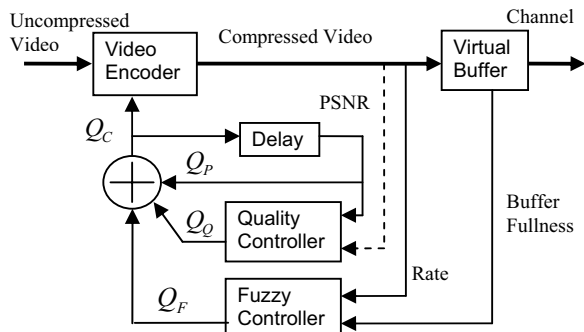 Uncompressed
Video
Video
Encoder
Compressed Video
Virtual
Buffer
Channel
PSNR
Q_C
Delay
Q_P
Q_Q
Quality
Controller
Buffer
Fullness
Rate
Q_F
Fuzzy
Controller